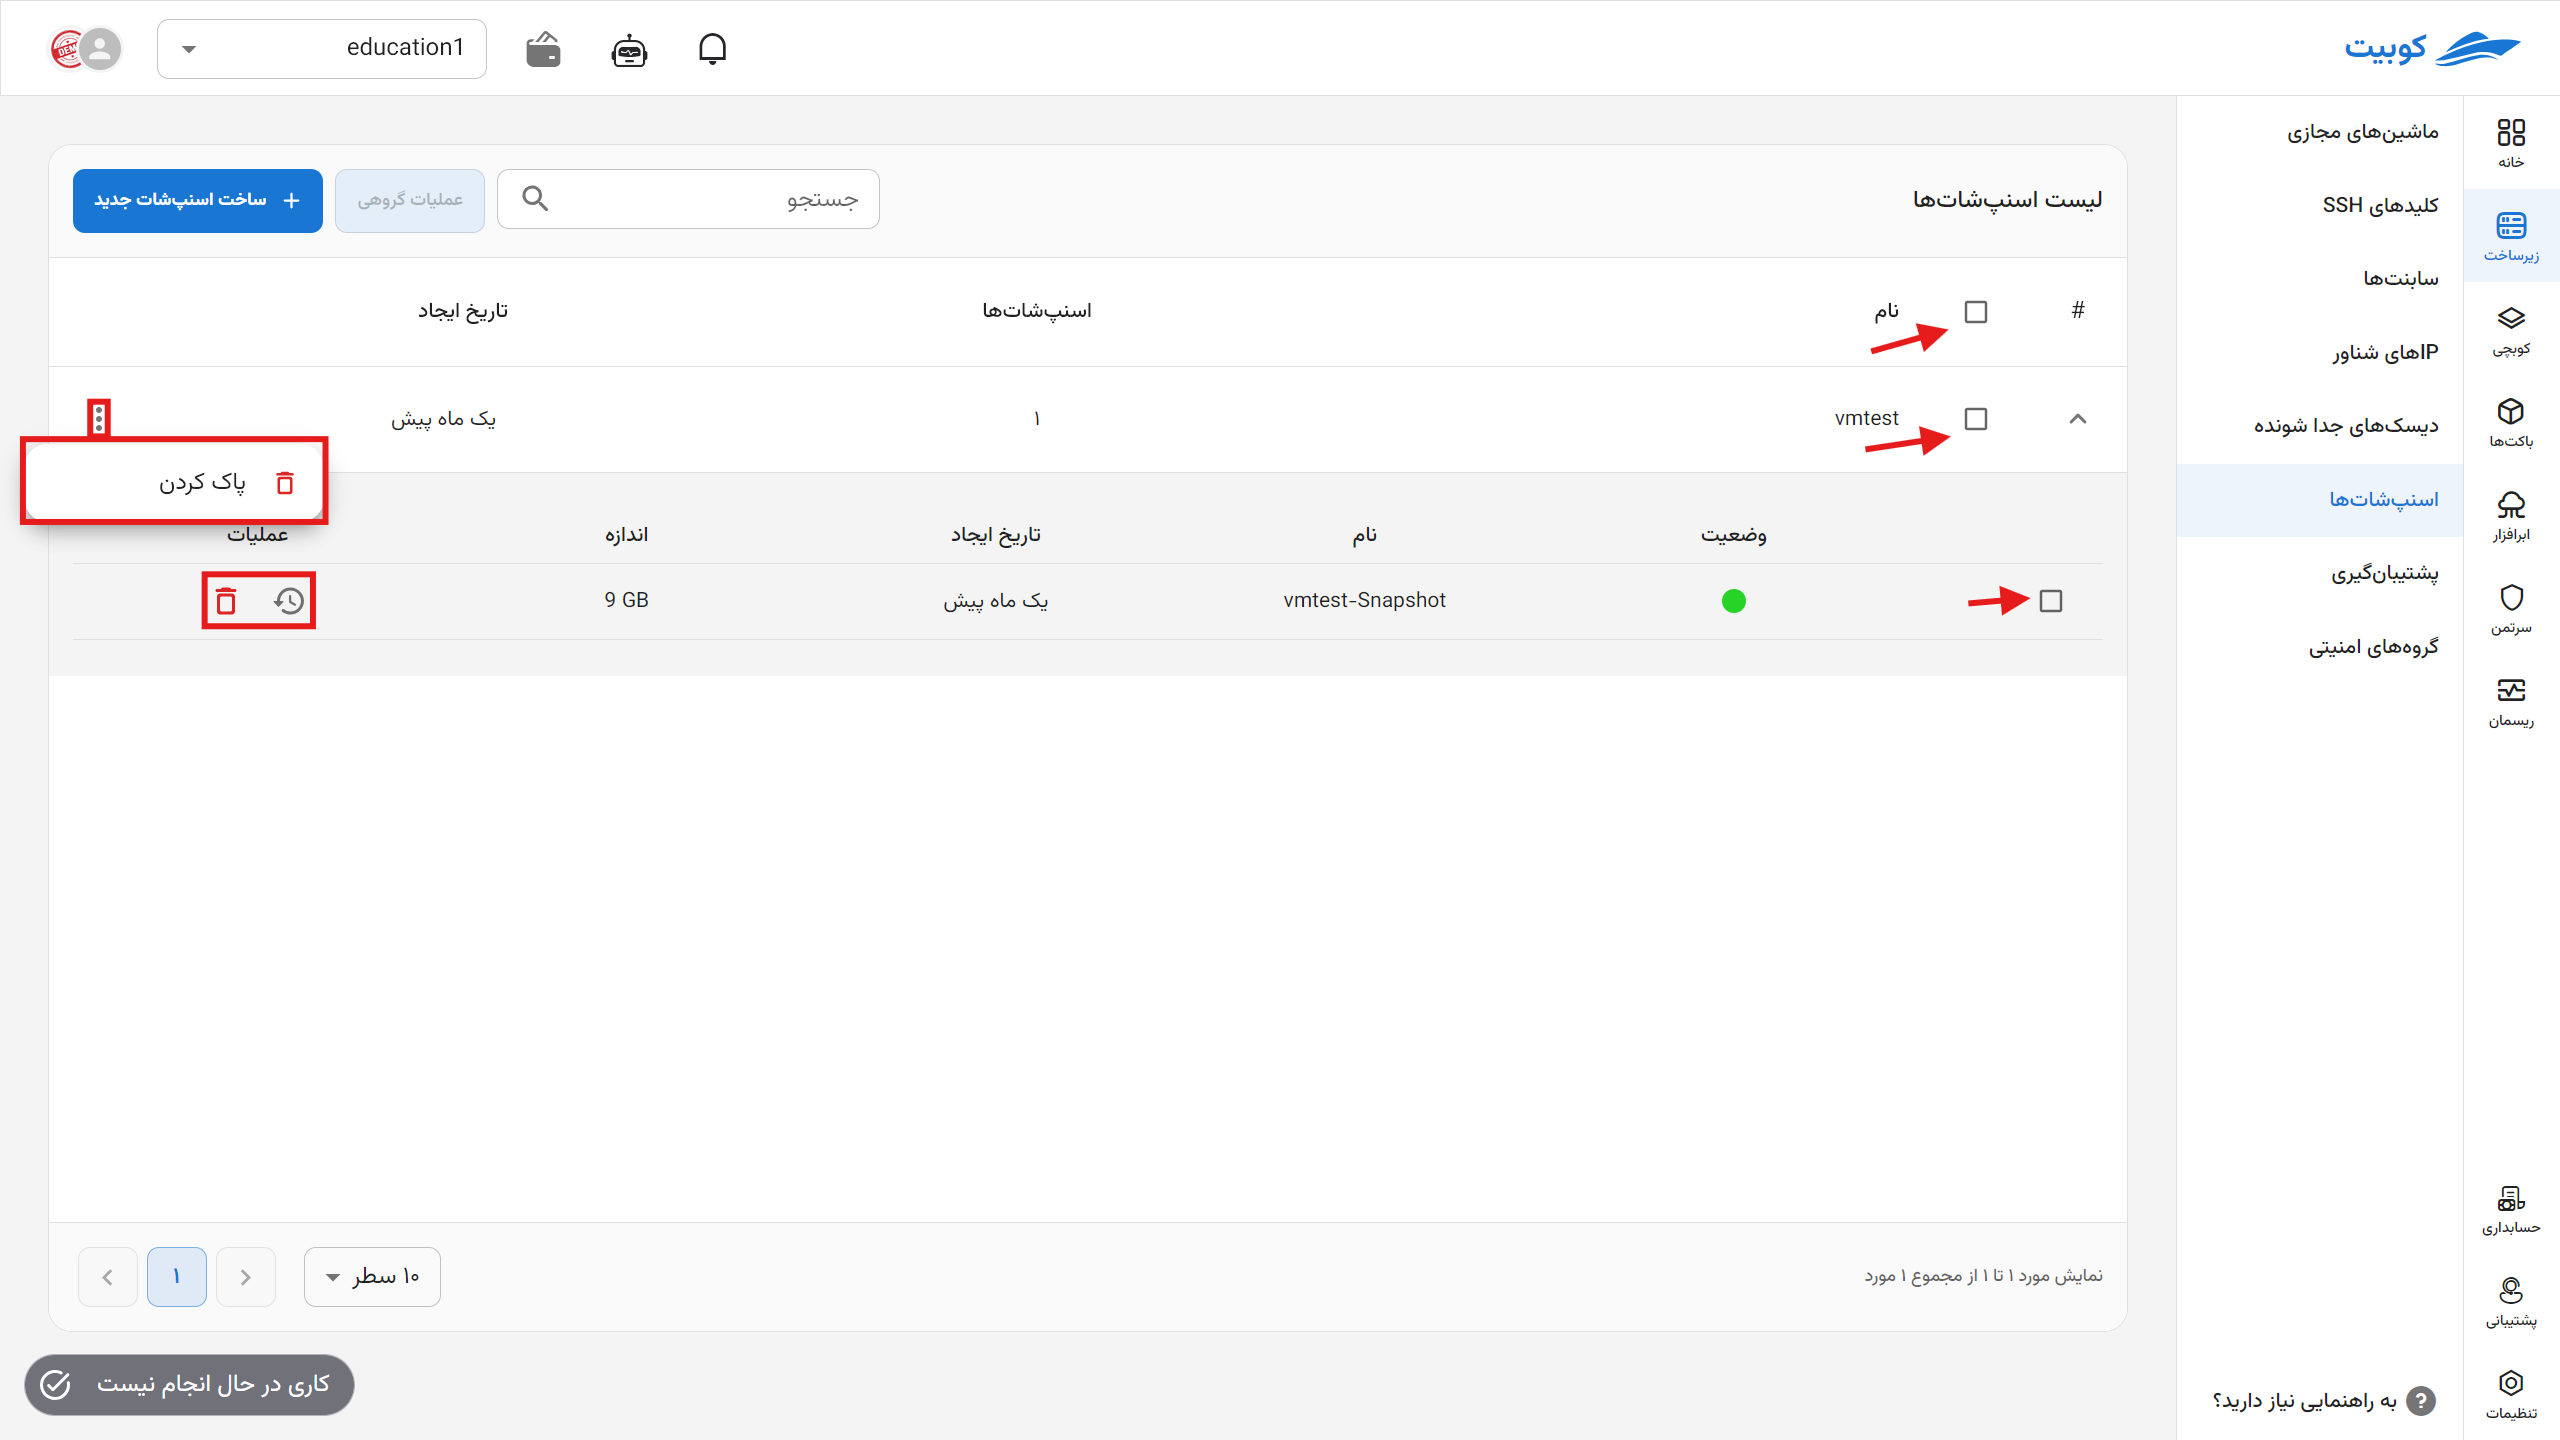 کوبیت
education1
DEMO
خانه
زیرساخت
کوبچی
باکت‌ها
ابرافزار
سرتمن
ریسمان
حسابداری
پشتیبانی
تنظیمات
ماشین‌های مجازی
کلیدهای SSH
سابنت‌ها
IPهای شناور
دیسک‌های جدا شونده
اسنپ‌شات‌ها
پشتیبان‌گیری
گروه‌های امنیتی
به راهنمایی نیاز دارید؟
لیست اسنپ‌شات‌ها
جستجو
عملیات گروهی
ساخت اسنپ‌شات جدید +
# نام اسنپ‌شات‌ها تاریخ ایجاد
vmtest ۱ یک ماه پیش
پاک کردن
وضعیت نام تاریخ ایجاد اندازه عملیات
vmtest-Snapshot یک ماه پیش 9 GB
نمایش مورد ۱ تا ۱ از مجموع ۱ مورد
۱۰ سطر
۱
کاری در حال انجام نیست